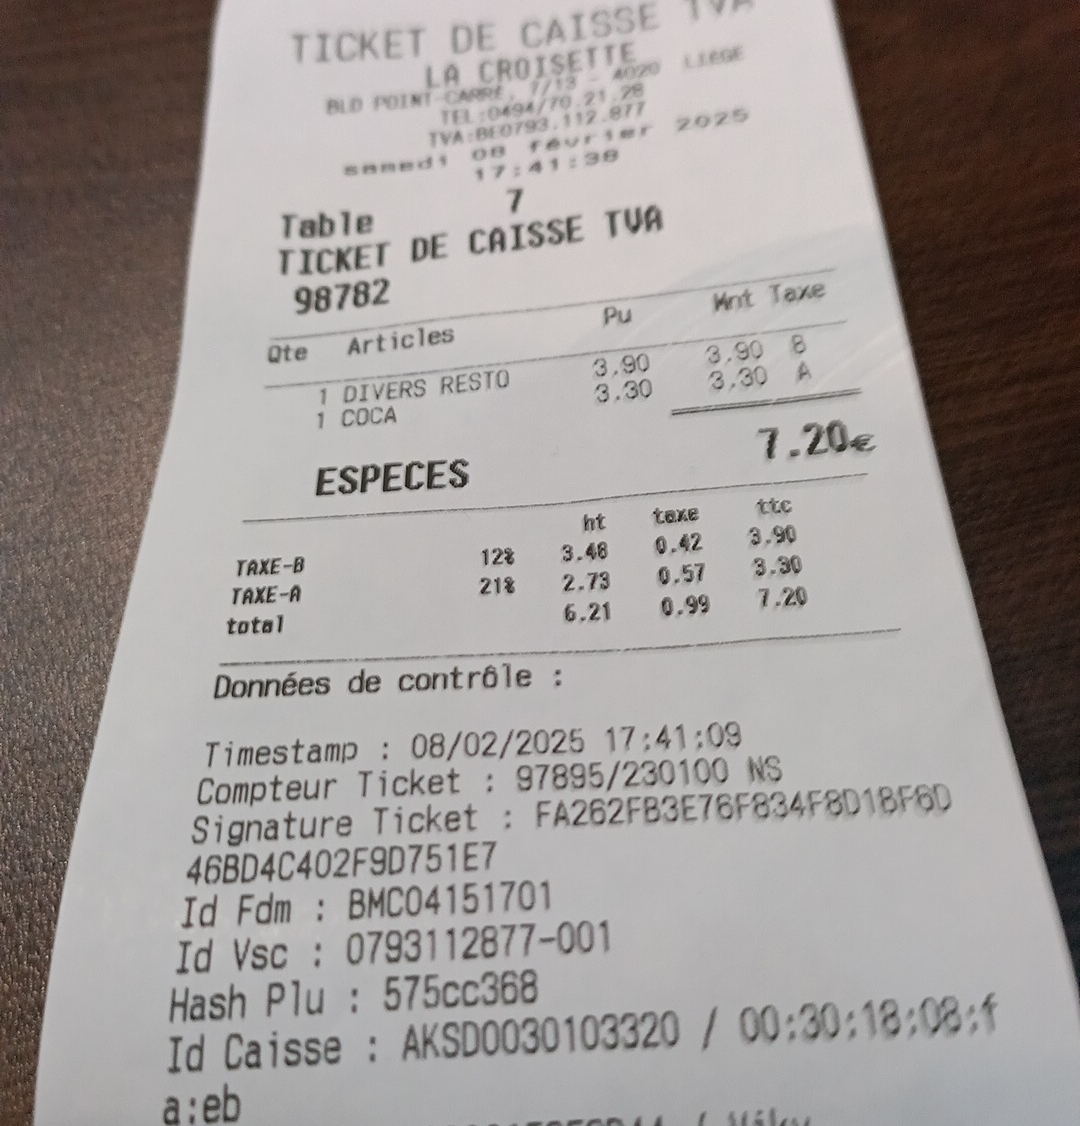 TICKET DE CAISSE TVA
LA CROISETTE
BLD POINT-CARRE, 7/13 - 4020 LIEGE
TEL:0494/70.21.28
TVA:BE0793.112.877
samedi 08 février 2025
17:41:38
Table 7
TICKET DE CAISSE TVA
98782
Qte Articles Pu Mnt Taxe
1 DIVERS RESTO 3.90 3.90 B
1 COCA 3.30 3.30 A
7.20€
ESPECES
ht taxe ttc
TAXE-B 12% 3.48 0.42 3.90
TAXE-A 21% 2.73 0.57 3.30
total 6.21 0.99 7.20
Données de contrôle :
Timestamp : 08/02/2025 17:41:09
Compteur Ticket : 97895/230100 NS
Signature Ticket : FA262FB3E76F834F8D18F6D
46BD4C402F9D751E7
Id Fdm : BMC04151701
Id Vsc : 0793112877-001
Hash Plu : 575cc368
Id Caisse : AKSD0030103320 / 00:30:18:08:f
a:eb